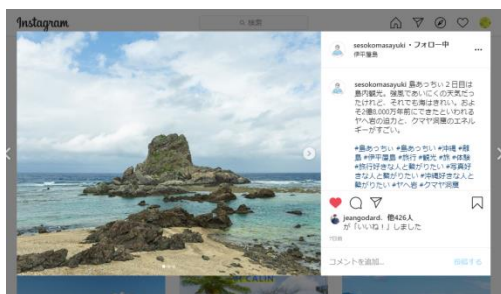 Instagram
検索
sesokomasayuki • フォロー中
伊平屋島
sesokomasayuki 島あっちぃ２日目は
島内観光。強風であいにくの天気だっ
たけれど、それでも海はきれい。およ
そ2億8,000万年前にできたといわれる
ヤヘ岩の迫力と、クマヤ洞窟のエネル
ギーがすごい。
#島あっちぃ #島あっちい #沖縄 #離
島 #伊平屋島 #旅行 #観光 #旅 #体験
#旅行好きな人と繋がりたい #写真好
きな人と繋がりたい #沖縄好きな人と
繋がりたい #ヤヘ岩 #クマヤ洞窟
jeangodard、他426人
が「いいね！」しました
コメントを追加...
投稿する
CALIN